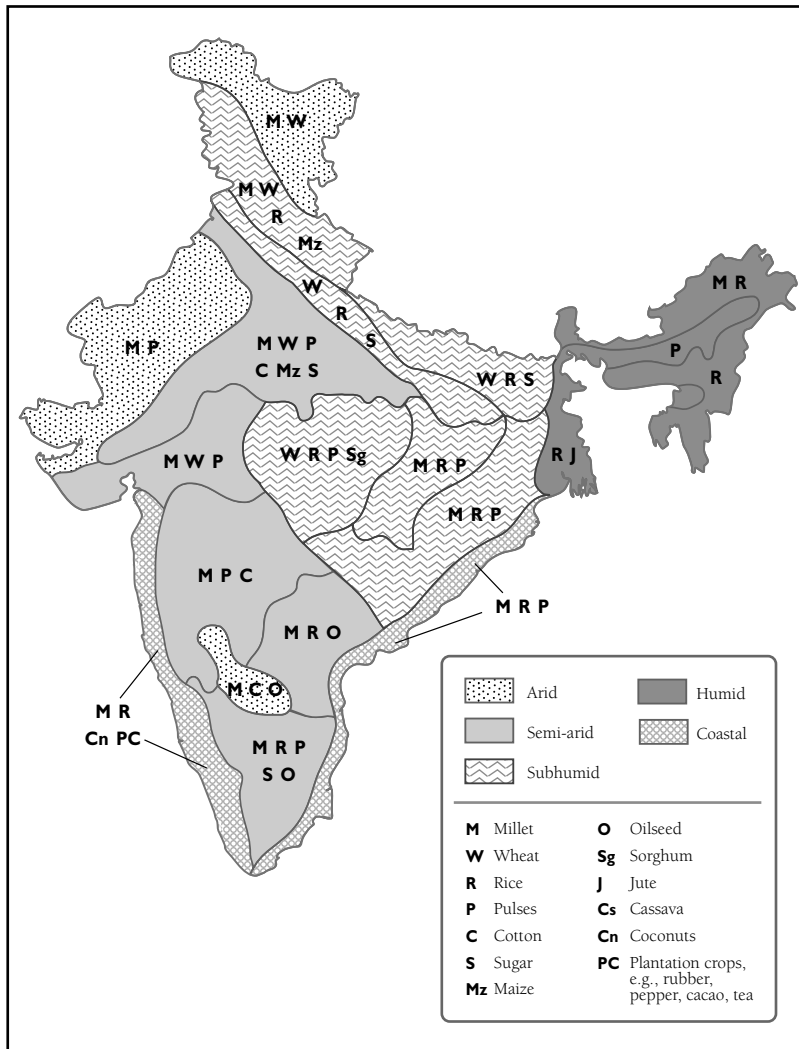 M W
M W
R
Mz
W
R
S
M P
M W P
C Mz S
W R S
M R
P
R
R J
M W P
W R P Sg
M R P
M R P
M P C
M R O
M R P
M C O
M R
Cn PC
M R P
S O
Arid
Semi-arid
Subhumid
Humid
Coastal
M Millet
W Wheat
R Rice
P Pulses
C Cotton
S Sugar
Mz Maize
O Oilseed
Sg Sorghum
J Jute
Cs Cassava
Cn Coconuts
PC Plantation crops,
e.g., rubber,
pepper, cacao, tea